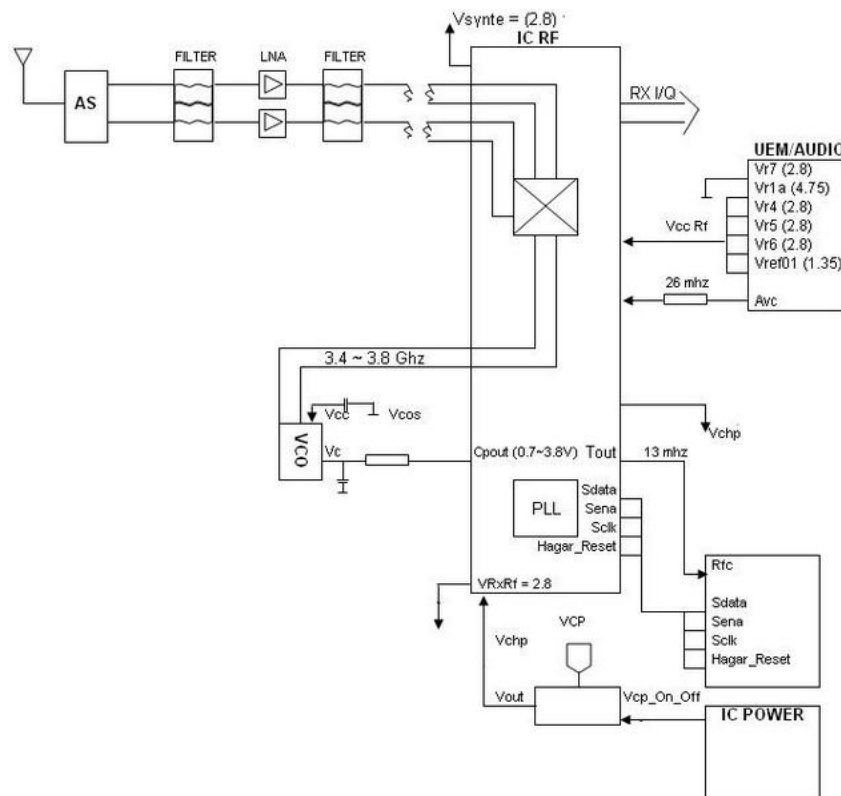 Vsynte = (2.8)
IC RF
FILTER
LNA
FILTER
AS
RX I/Q
UEM/AUDIO
Vr7 (2.8)
Vr1a (4.75)
Vr4 (2.8)
Vr5 (2.8)
Vr6 (2.8)
Vref01 (1.35)
Avc
Vcc Rf
26 mhz
3.4 ~ 3.8 Ghz
Vcc
Vcos
VCO
Vc
Cpout (0.7~3.8V)
Tout
13 mhz
Vchp
PLL
Sdata
Sena
Sclk
Hagar_Reset
VRxRf = 2.8
Rfc
Sdata
Sena
Sclk
Hagar_Reset
Vchp
VCP
Vout
Vcp_On_Off
IC POWER